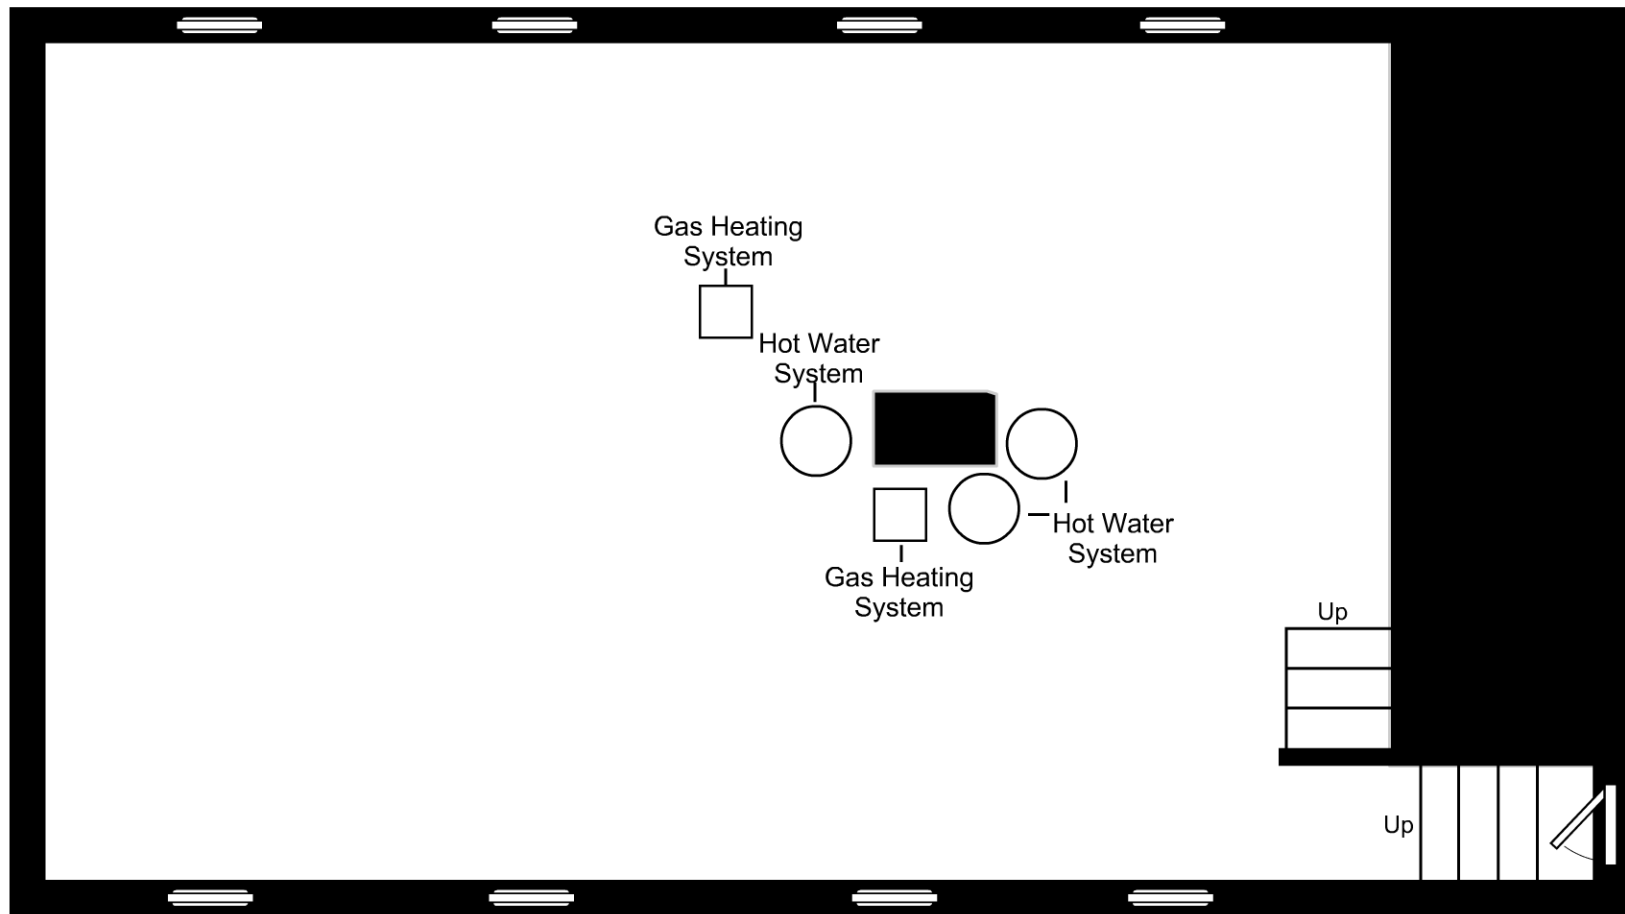 Gas Heating
System
Hot Water
System
Hot Water
System
Gas Heating
System
Up
Up